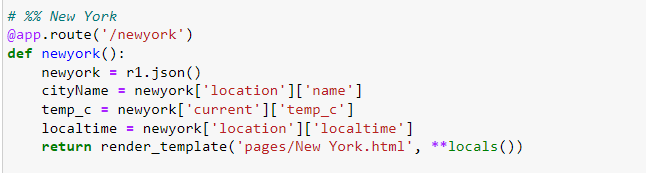 # %% New York
@app.route('/newyork')
def newyork():
    newyork = r1.json()
    cityName = newyork['location']['name']
    temp_c = newyork['current']['temp_c']
    localtime = newyork['location']['localtime']
    return render_template('pages/New York.html', **locals())